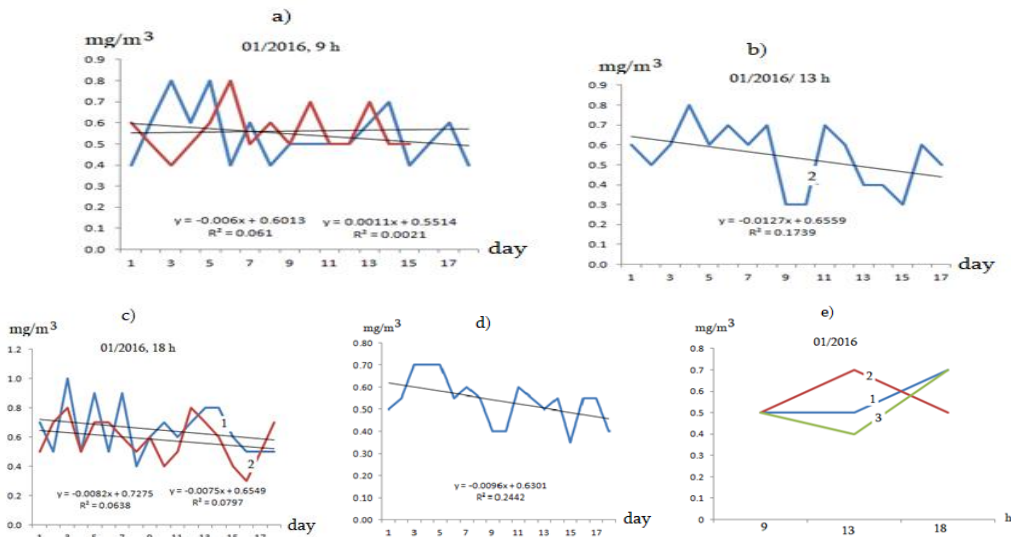 a)
mg/m³
01/2016, 9 h
0.9
0.8
0.7
0.6
0.5
0.4
0.3
0.2
0.1
0.0
y = -0.006x + 0.6013
R² = 0.061
y = 0.0011x + 0.5514
R² = 0.0021
1 3 5 7 9 11 13 15 17
day
b)
mg/m³
01/2016/ 13 h
0.9
0.8
0.7
0.6
0.5
0.4
0.3
0.2
0.1
0.0
2
y = -0.0127x + 0.6559
R² = 0.1739
1 3 5 7 9 11 13 15 17
day
c)
mg/m³
01/2016, 18 h
1.2
1.0
0.8
0.6
0.4
0.2
0.0
1
2
y = -0.0082x + 0.7275
R² = 0.0638
y = -0.0075x + 0.6549
R² = 0.0797
1 3 5 7 9 11 13 15 17
day
d)
mg/m³
0.80
0.70
0.60
0.50
0.40
0.30
0.20
0.10
0.00
y = -0.0096x + 0.6301
R² = 0.2442
1 3 5 7 9 11 13 15 17
day
e)
mg/m³
01/2016
0.8
0.7
0.6
0.5
0.4
0.3
0.2
0.1
0
2
1
3
9 13 18
h